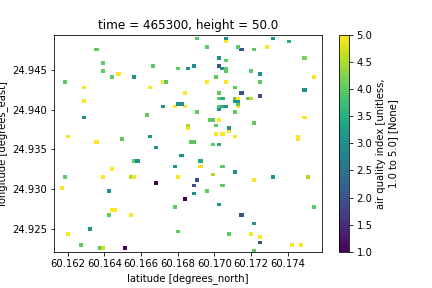 time = 465300, height = 50.0
24.945
24.940
24.935
24.930
24.925
longitude [degrees_east]
60.162 60.164 60.166 60.168 60.170 60.172 60.174
latitude [degrees_north]
5.0
4.5
4.0
3.5
3.0
2.5
2.0
1.5
1.0
air quality index [unitless,
1.0 to 5.0] [None]